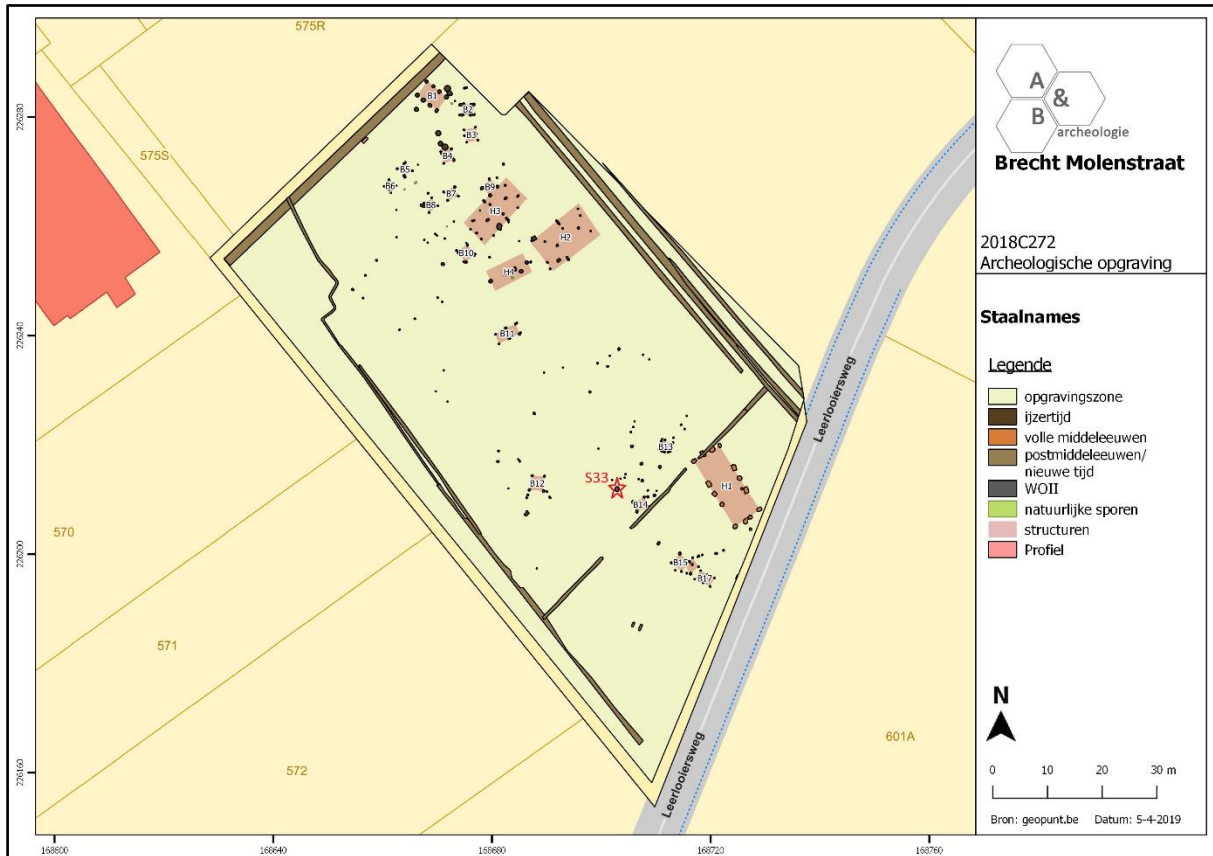 575R
575S
570
571
572
601A
B1
B2
B3
B4
B5
B6
B7
B8
B9
H3
H2
B10
H4
B11
B13
B12
S33
B14
H1
B15
B17
Leerlooiersweg
Leerlooiersweg
226280
226240
226200
226160
168600
168640
168680
168720
168760
A
&
B
archeologie
Brecht Molenstraat
2018C272
Archeologische opgraving
Staalnames
Legende
opgravingszone
ijzertijd
volle middeleeuwen
postmiddeleeuwen/
nieuwe tijd
WOII
natuurlijke sporen
structuren
Profiel
N
0 10 20 30 m
Bron: geopunt.be Datum: 5-4-2019